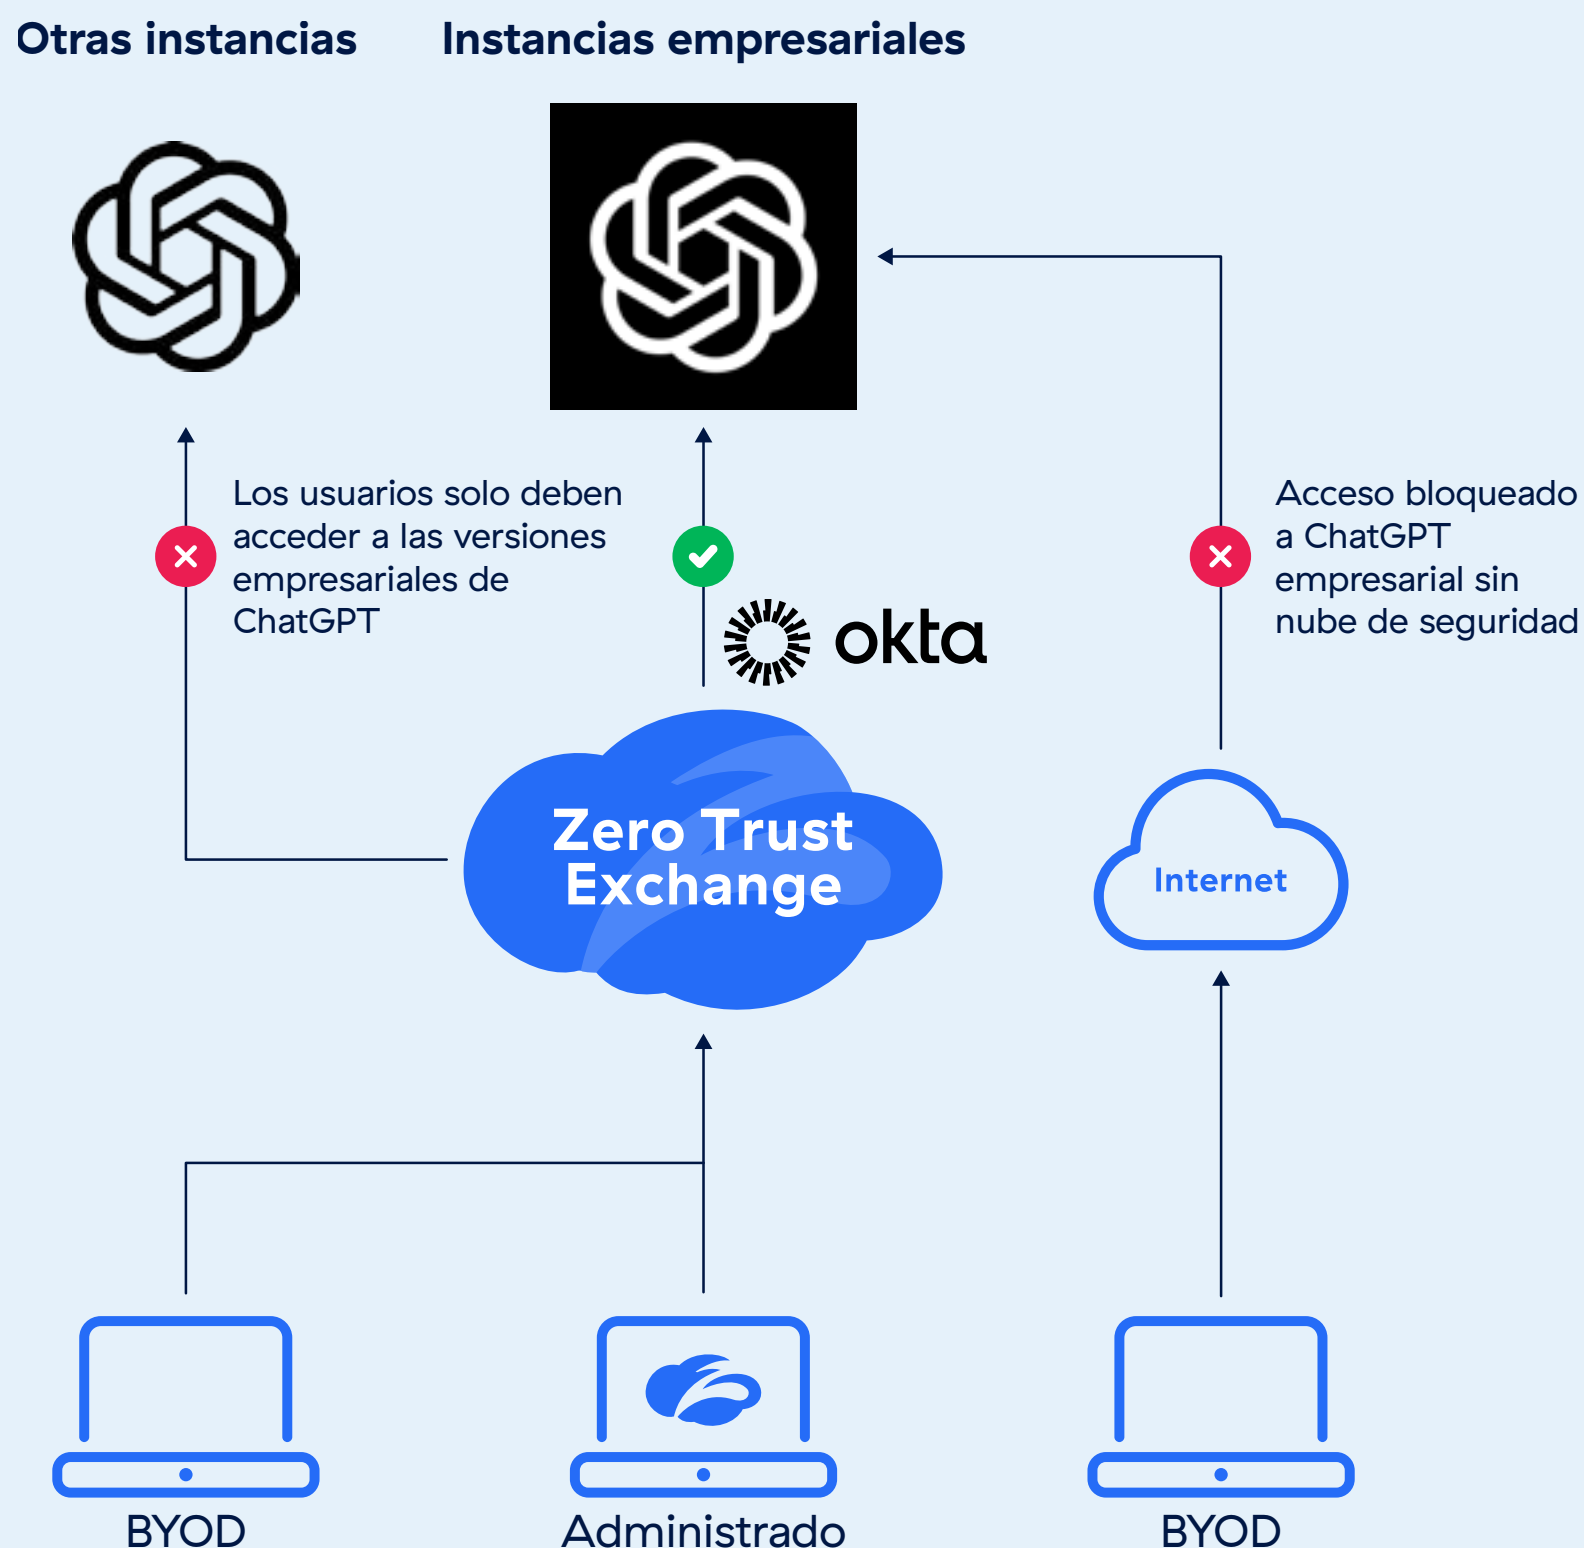 Otras instancias
Instancias empresariales
Los usuarios solo deben
acceder a las versiones
empresariales de
ChatGPT
Acceso bloqueado
a ChatGPT
empresarial sin
nube de seguridad
okta
Zero Trust
Exchange
Internet
BYOD
Administrado
BYOD